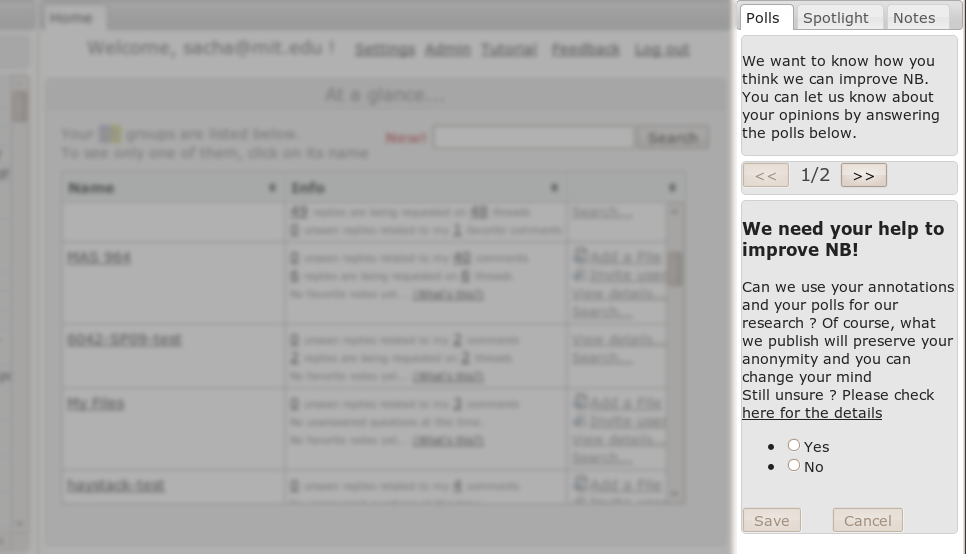 Home
Polls
Spotlight
Notes
Welcome, sacha@mit.edu !
Settings Admin Tutorial Feedback Log out
At a glance...
Your groups are listed below.
To see only one of them, click on its name
New! Search
Name
Info
49 replies are being requested on 48 threads
0 unseen replies related to my 1 favorite comments
Search...
MAS 964
0 unseen replies related to my 40 comments
6 replies are being requested on 6 threads
No favorite notes yet... (What's this?)
Add a File
Invite user
View details...
Search...
6042-SP09-test
0 unseen replies related to my 2 comments
2 replies are being requested on 2 threads
No favorite notes yet... (What's this?)
View details...
Search...
My Files
0 unseen replies related to my 3 comments
No unanswered questions at this time.
No favorite notes yet... (What's this?)
Add a File
Invite user
View details...
Search...
haystack-test
0 unseen replies related to my 4 comments
Add a File
We want to know how you
think we can improve NB.
You can let us know about
your opinions by answering
the polls below.
<< 1/2 >>
We need your help to
improve NB!
Can we use your annotations
and your polls for our
research ? Of course, what
we publish will preserve your
anonymity and you can
change your mind
Still unsure ? Please check
here for the details
Yes
No
Save Cancel